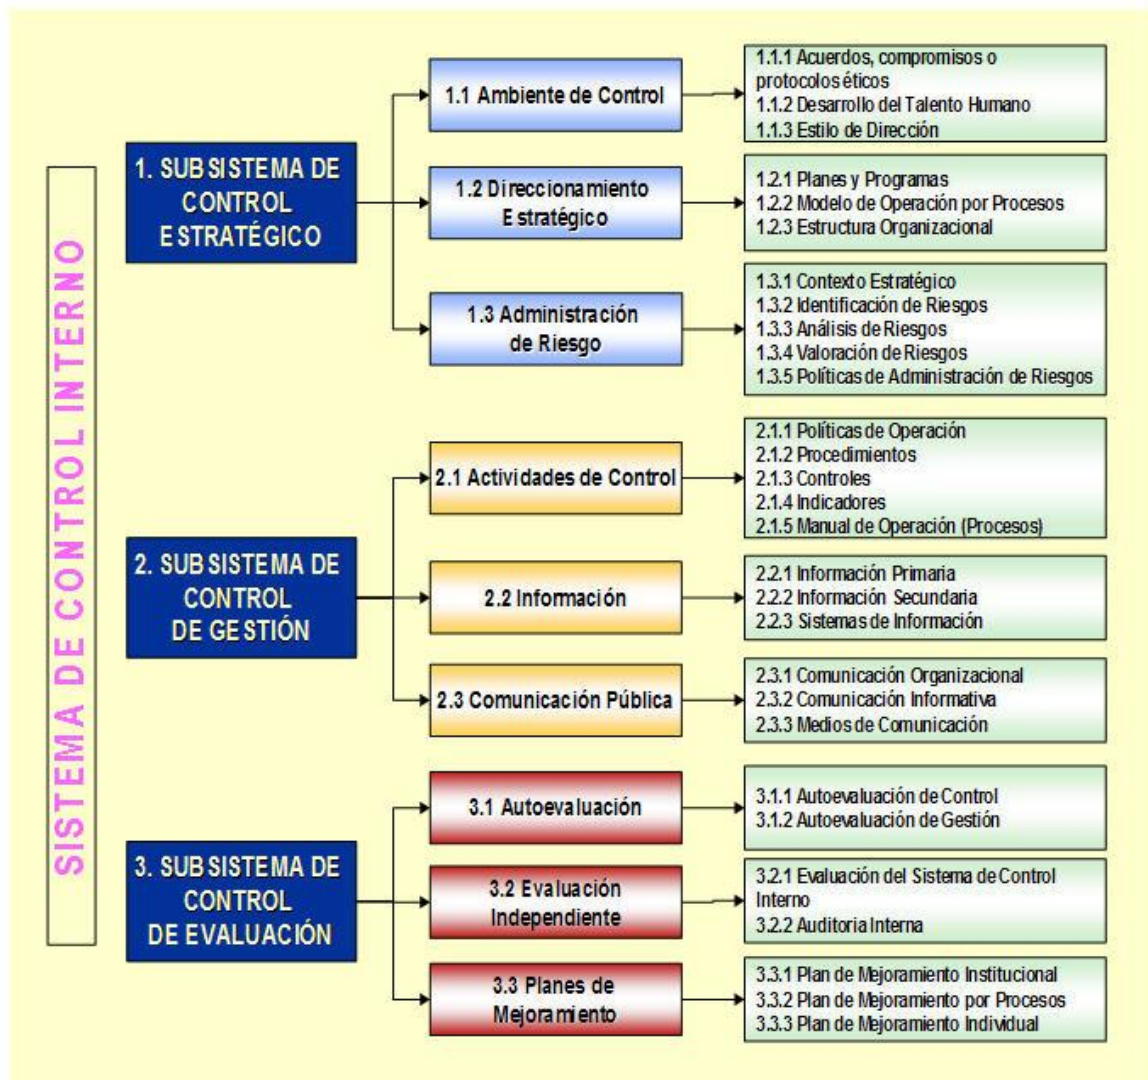 SISTEMA DE CONTROL INTERNO
1. SUBSISTEMA DE
CONTROL
ESTRATÉGICO
1.1 Ambiente de Control
1.1.1 Acuerdos, compromisos o
protocolos éticos
1.1.2 Desarrollo del Talento Humano
1.1.3 Estilo de Dirección
1.2 Direccionamiento
Estratégico
1.2.1 Planes y Programas
1.2.2 Modelo de Operación por Procesos
1.2.3 Estructura Organizacional
1.3 Administración
de Riesgo
1.3.1 Contexto Estratégico
1.3.2 Identificación de Riesgos
1.3.3 Análisis de Riesgos
1.3.4 Valoración de Riesgos
1.3.5 Políticas de Administración de Riesgos
2. SUBSISTEMA DE
CONTROL
DE GESTIÓN
2.1 Actividades de Control
2.1.1 Políticas de Operación
2.1.2 Procedimientos
2.1.3 Controles
2.1.4 Indicadores
2.1.5 Manual de Operación (Procesos)
2.2 Información
2.2.1 Información Primaria
2.2.2 Información Secundaria
2.2.3 Sistemas de Información
2.3 Comunicación Pública
2.3.1 Comunicación Organizacional
2.3.2 Comunicación Informativa
2.3.3 Medios de Comunicación
3. SUBSISTEMA DE
CONTROL
DE EVALUACIÓN
3.1 Autoevaluación
3.1.1 Autoevaluación de Control
3.1.2 Autoevaluación de Gestión
3.2 Evaluación
Independiente
3.2.1 Evaluación del Sistema de Control
Interno
3.2.2 Auditoria Interna
3.3 Planes de
Mejoramiento
3.3.1 Plan de Mejoramiento Institucional
3.3.2 Plan de Mejoramiento por Procesos
3.3.3 Plan de Mejoramiento Individual